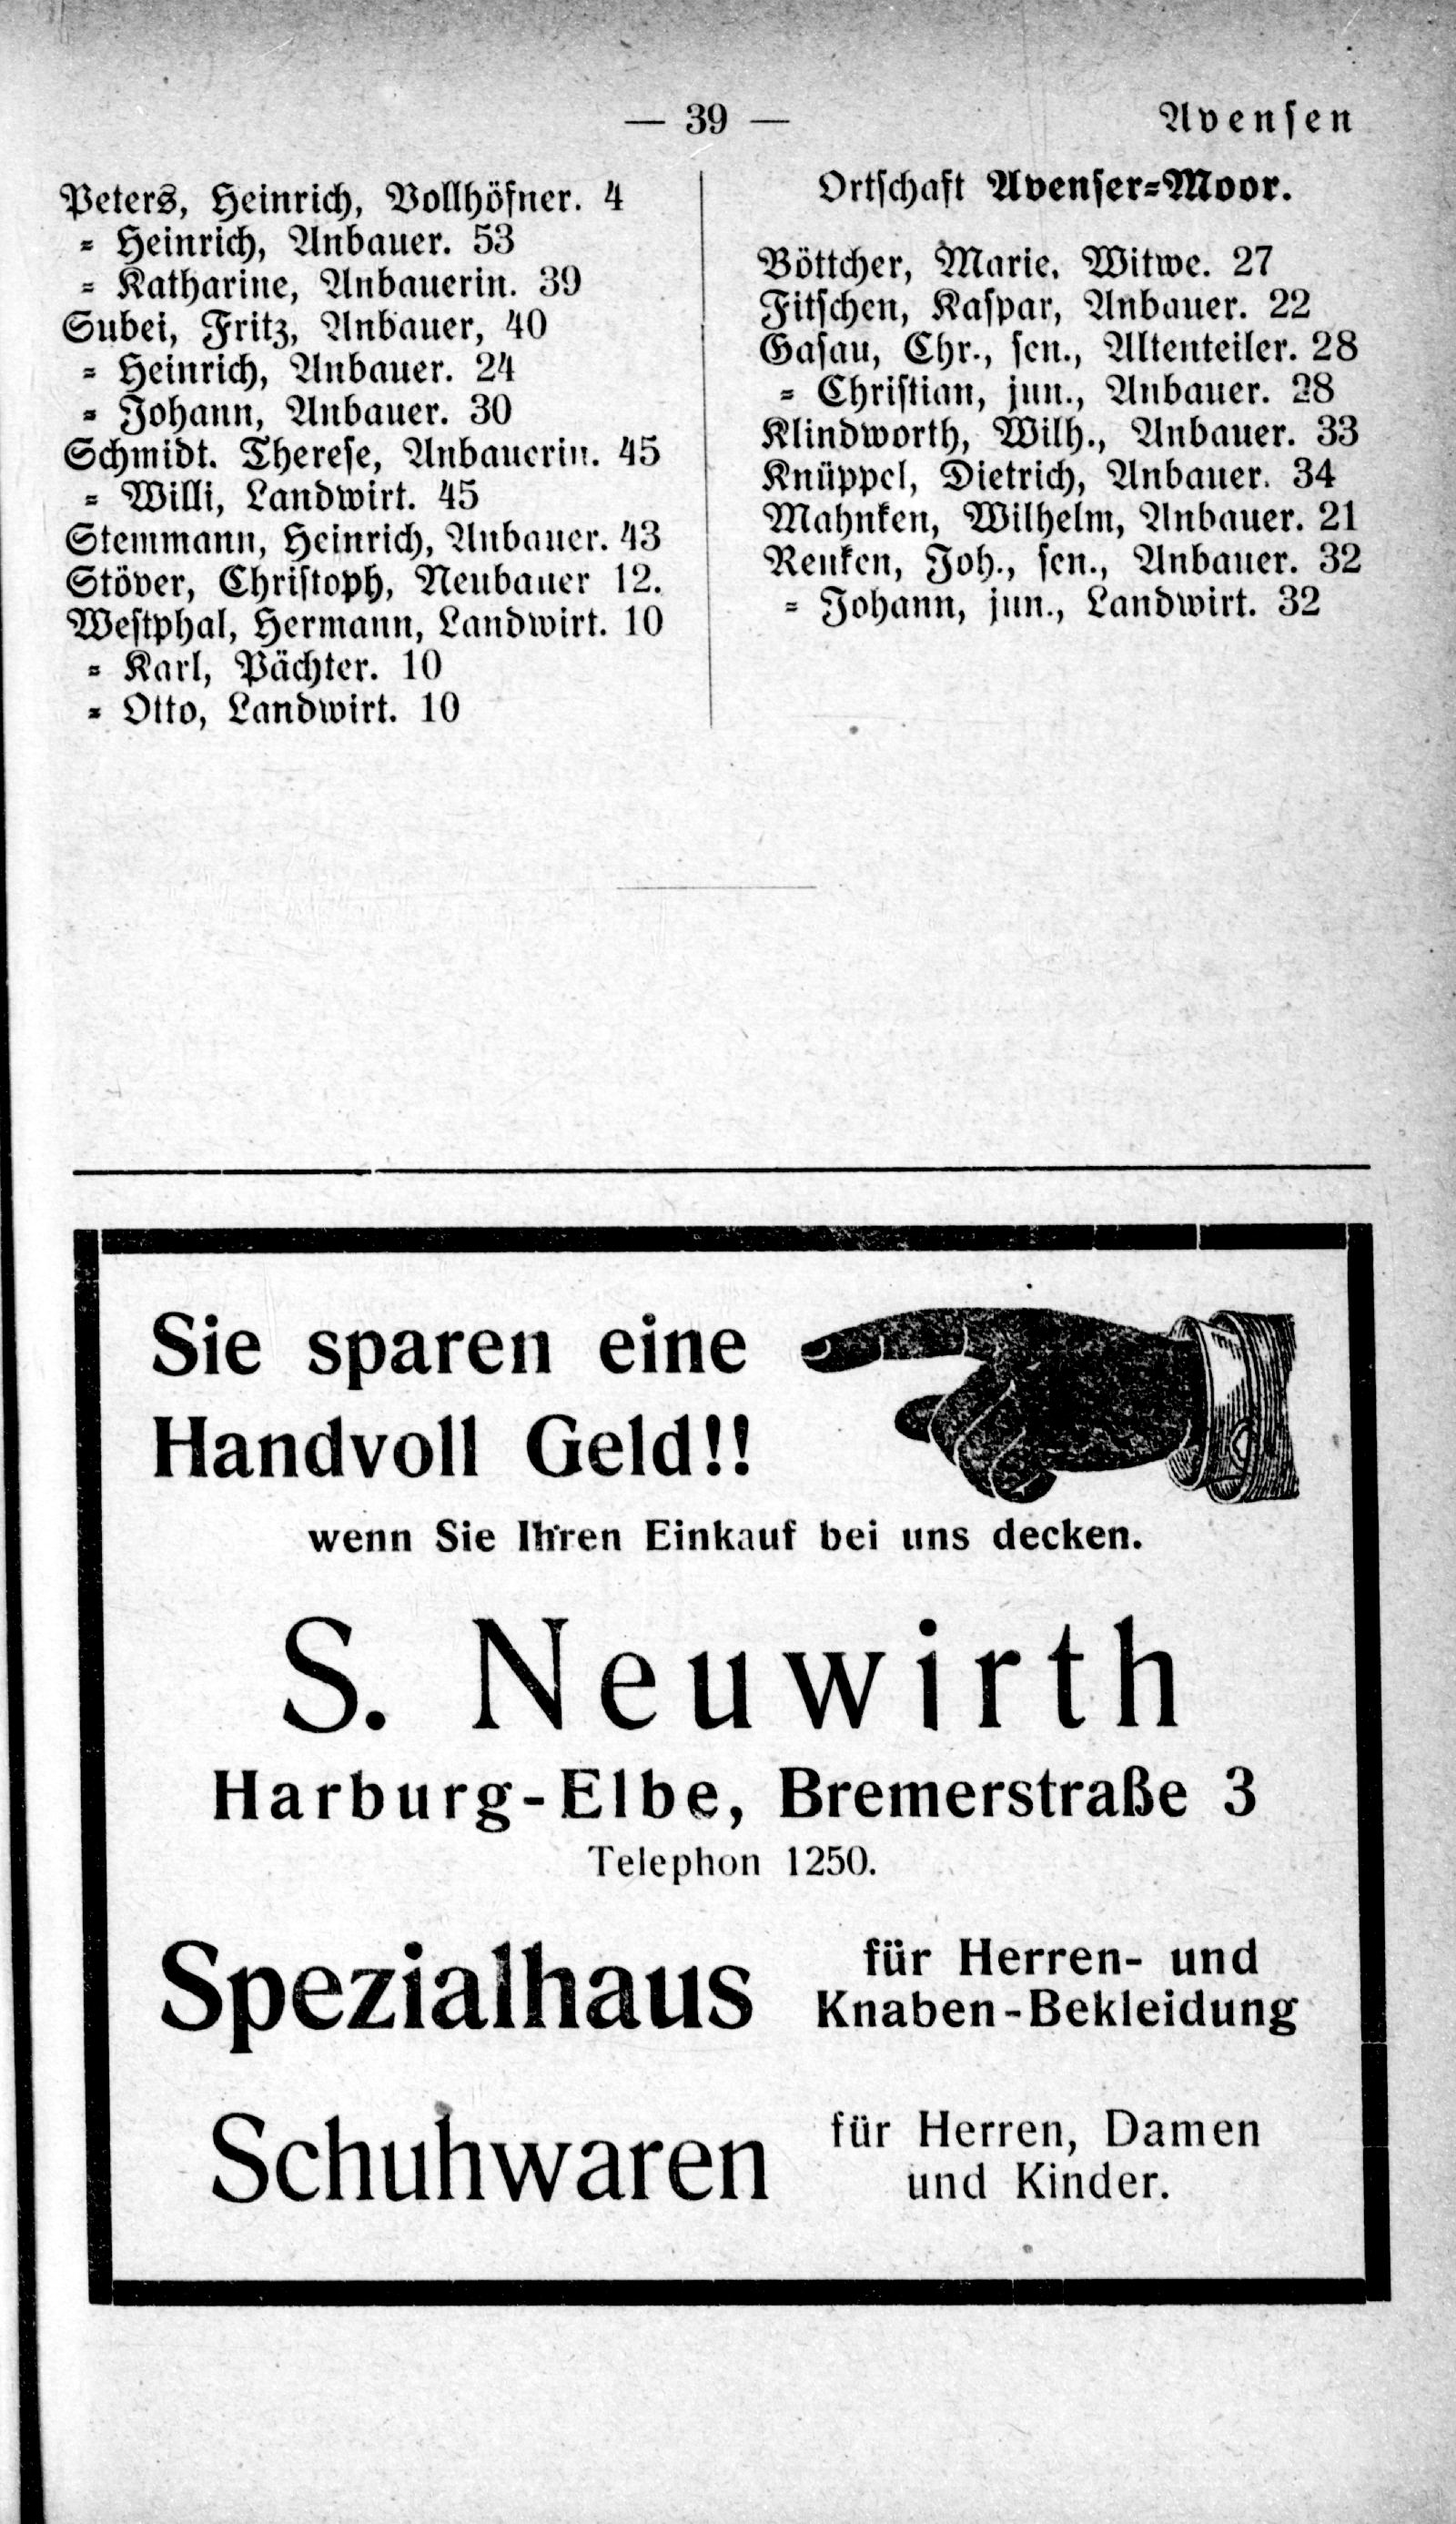 — 39 —
Avensen
Peters, Heinrich, Vollhöfner. 4
= Heinrich, Anbauer. 53
= Katharine, Anbauerin. 39
Subei, Fritz, Anbauer, 40
= Heinrich, Anbauer. 24
= Johann, Anbauer. 30
Schmidt. Therese, Anbauerin. 45
= Willi, Landwirt. 45
Stemmann, Heinrich, Anbauer. 43
Stöver, Christoph, Neubauer 12.
Westphal, Hermann, Landwirt. 10
= Karl, Pächter. 10
= Otto, Landwirt. 10
Ortschaft Avenser=Moor.
Böttcher, Marie, Witwe. 27
Fitschen, Kaspar, Anbauer. 22
Gasau, Chr., sen., Altenteiler. 28
= Christian, jun., Anbauer. 28
Klindworth, Wilh., Anbauer. 33
Knüppel, Dietrich, Anbauer. 34
Mahnken, Wilhelm, Anbauer. 21
Renken, Joh., sen., Anbauer. 32
= Johann, jun., Landwirt. 32
Sie sparen eine
Handvoll Geld!!
wenn Sie Ihren Einkauf bei uns decken.
S. Neuwirth
Harburg-Elbe, Bremerstraße 3
Telephon 1250.
Spezialhaus
für Herren- und
Knaben-Bekleidung
Schuhwaren
für Herren, Damen
und Kinder.